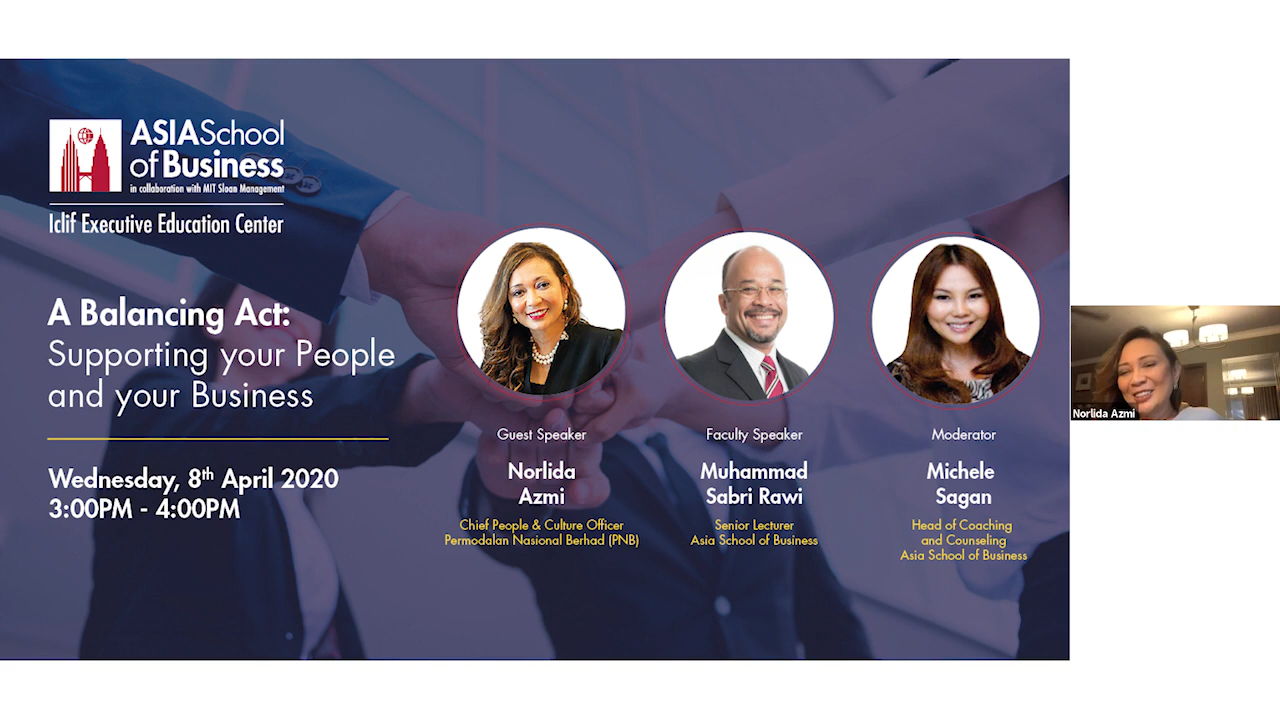 ASIA School
of Business
in collaboration with MIT Sloan Management
Iclif Executive Education Center
A Balancing Act:
Supporting your People
and your Business
Wednesday, 8th April 2020
3:00PM - 4:00PM
Guest Speaker
Norlida
Azmi
Chief People & Culture Officer
Permodalan Nasional Berhad (PNB)
Faculty Speaker
Muhammad
Sabri Rawi
Senior Lecturer
Asia School of Business
Moderator
Michele
Sagan
Head of Coaching
and Counseling
Asia School of Business
Norlida Azmi